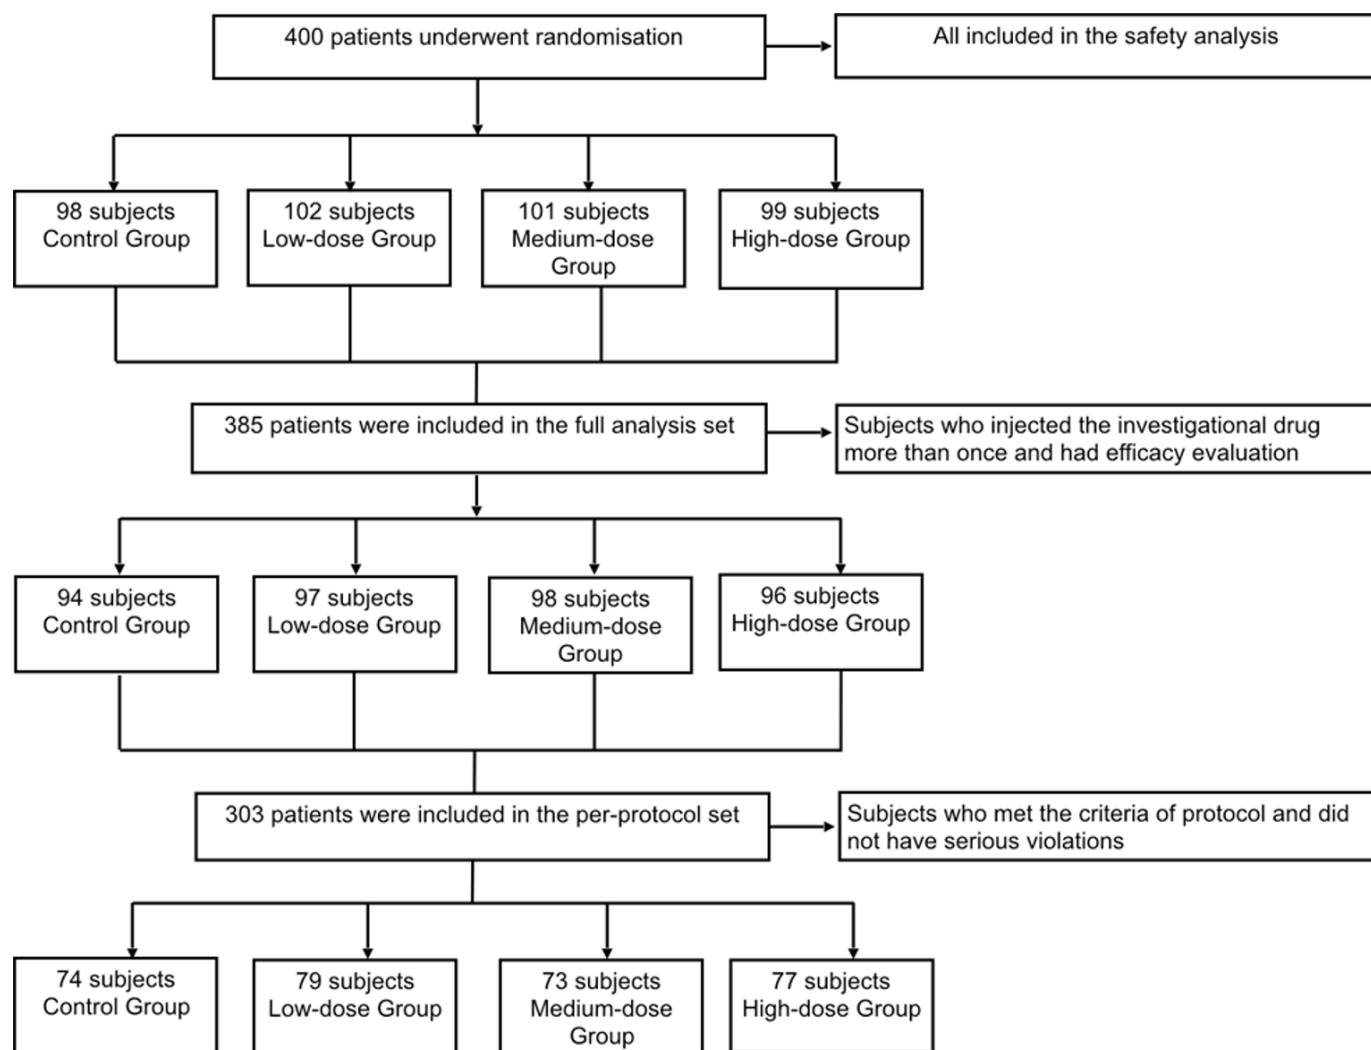 400 patients underwent randomisation
All included in the safety analysis
98 subjects
Control Group
102 subjects
Low-dose Group
101 subjects
Medium-dose
Group
99 subjects
High-dose Group
385 patients were included in the full analysis set
Subjects who injected the investigational drug
more than once and had efficacy evaluation
94 subjects
Control Group
97 subjects
Low-dose Group
98 subjects
Medium-dose
Group
96 subjects
High-dose Group
303 patients were included in the per-protocol set
Subjects who met the criteria of protocol and did
not have serious violations
74 subjects
Control Group
79 subjects
Low-dose Group
73 subjects
Medium-dose
Group
77 subjects
High-dose Group